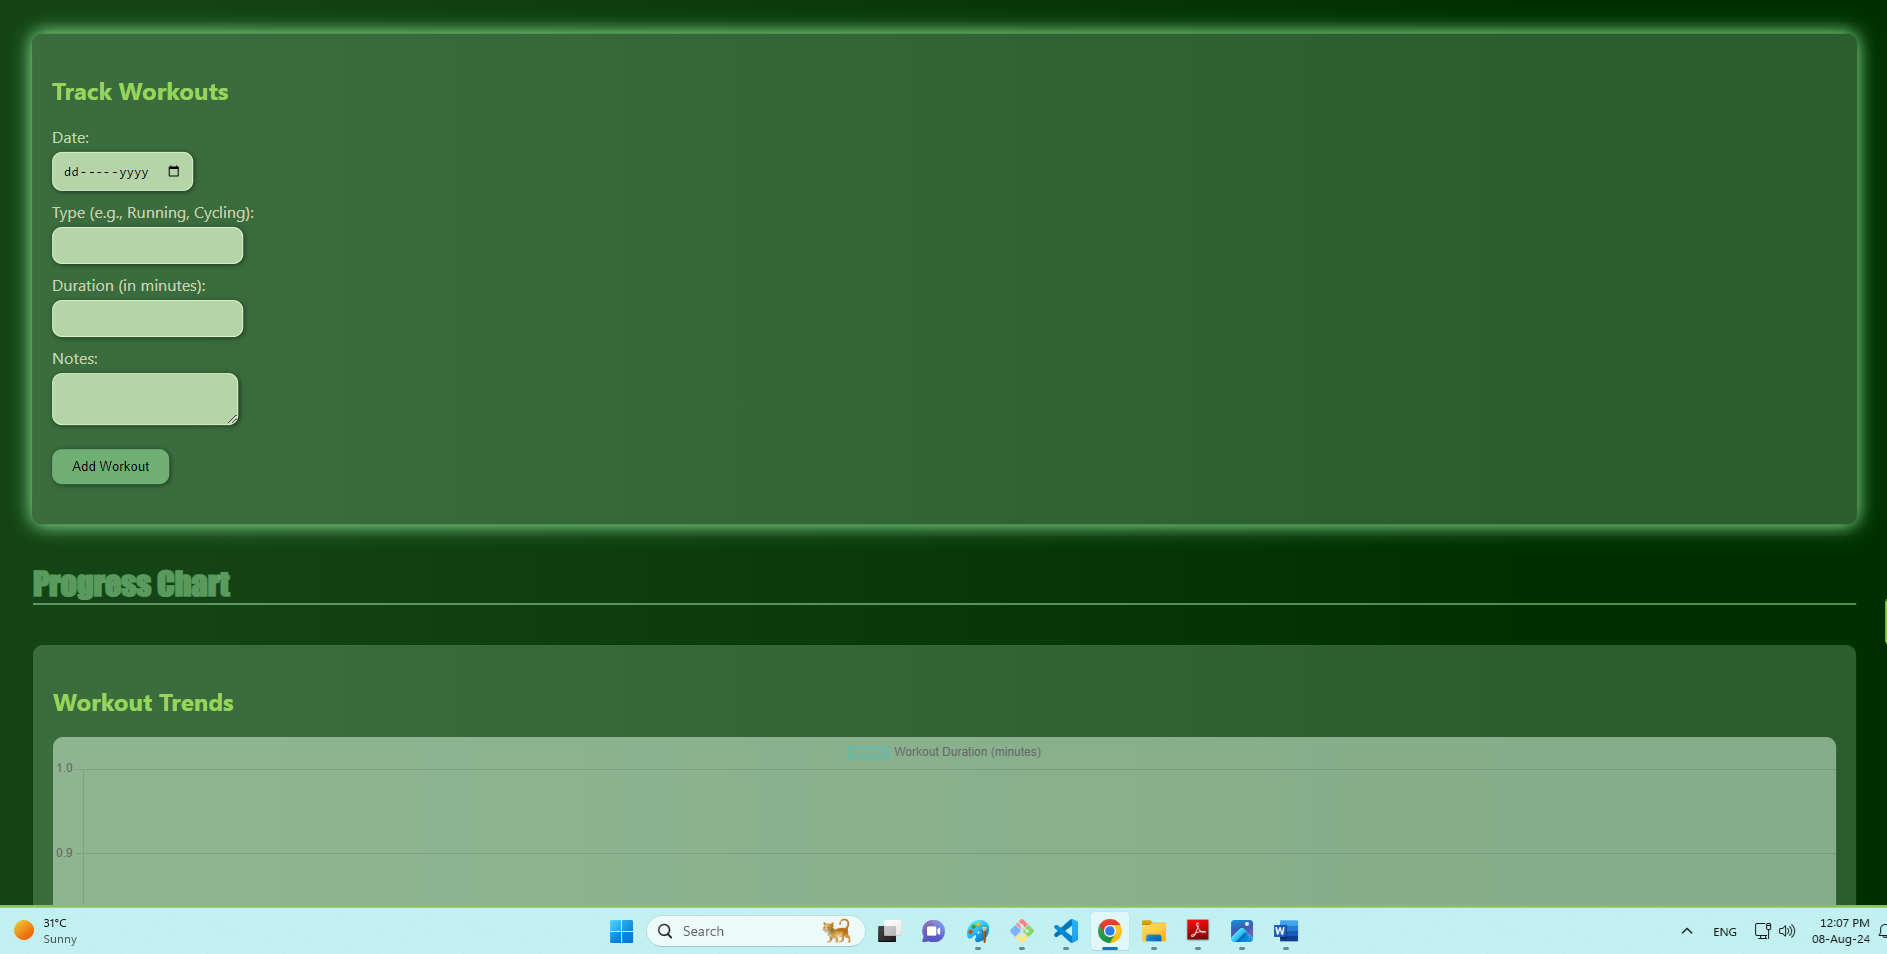 Track Workouts
Date:
dd-----yyyy
Type (e.g., Running, Cycling):
Duration (in minutes):
Notes:
Add Workout
Progress Chart
Workout Trends
Workout Duration (minutes)
1.0
0.9
31°C
Sunny
Search
ENG
12:07 PM
08-Aug-24